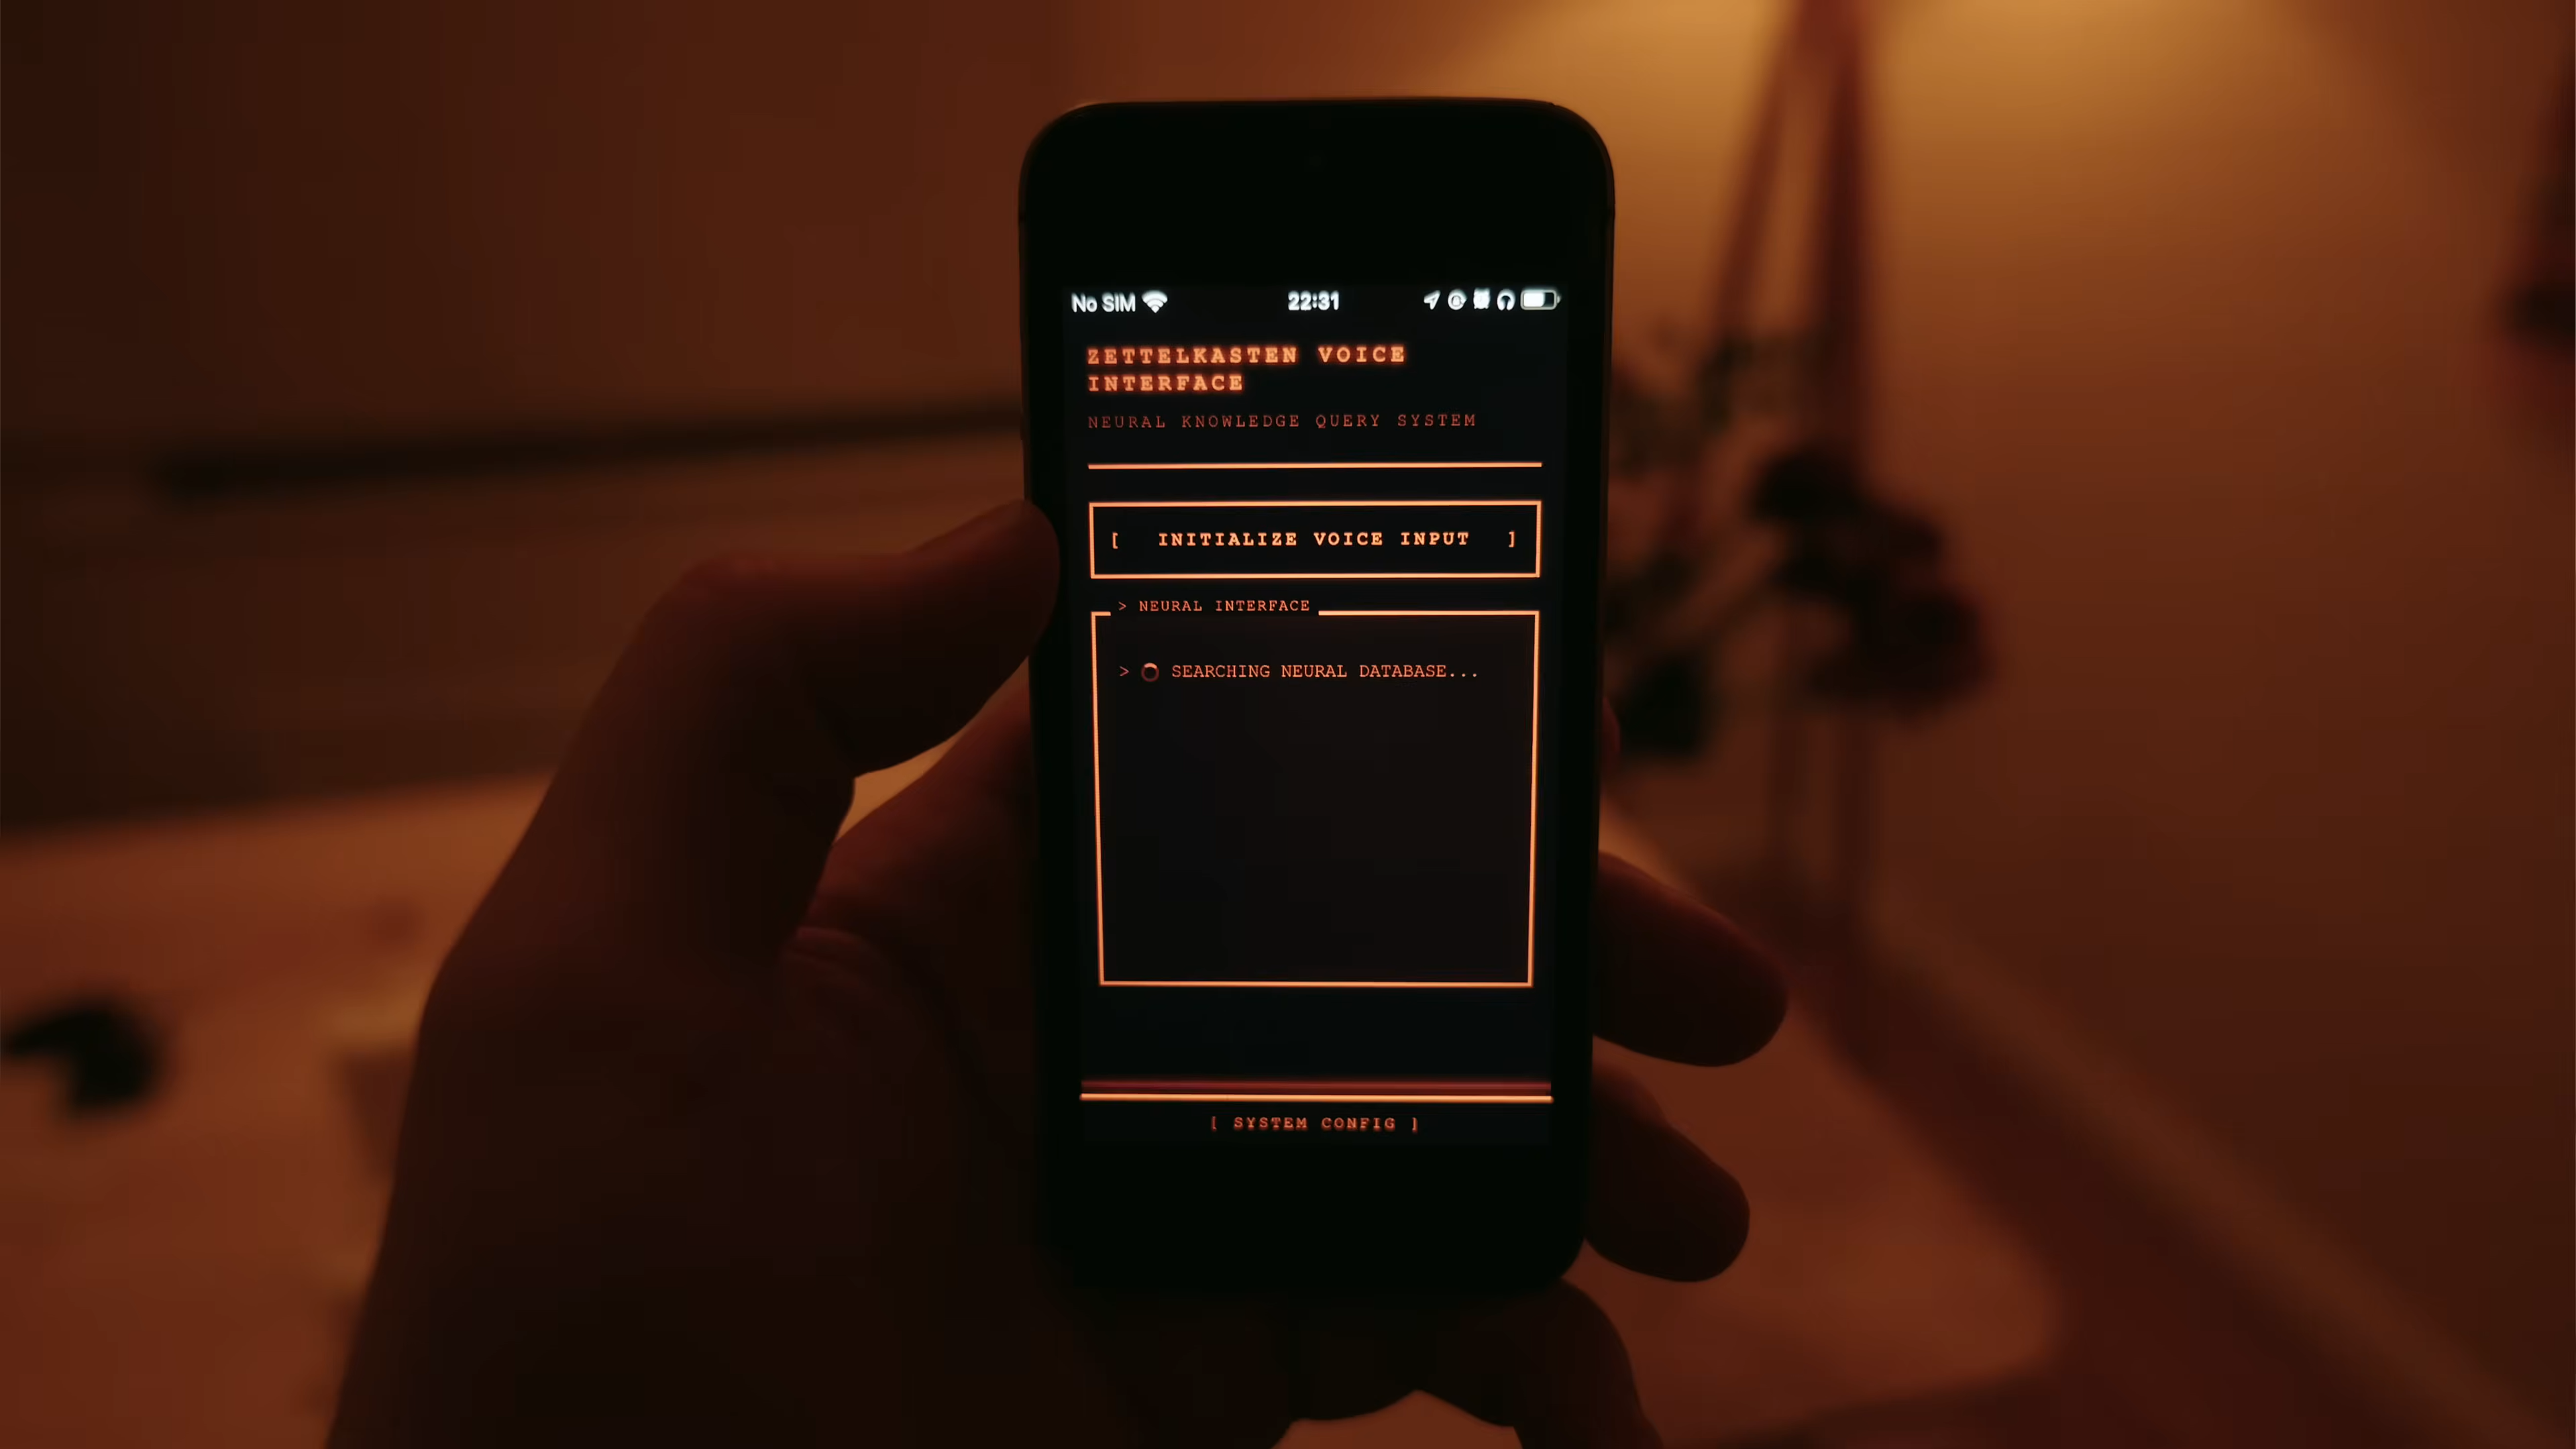 No SIM 22:31
ZETTELKASTEN VOICE
INTERFACE
NEURAL KNOWLEDGE QUERY SYSTEM
[ INITIALIZE VOICE INPUT ]
> NEURAL INTERFACE
> SEARCHING NEURAL DATABASE...
[ SYSTEM CONFIG ]